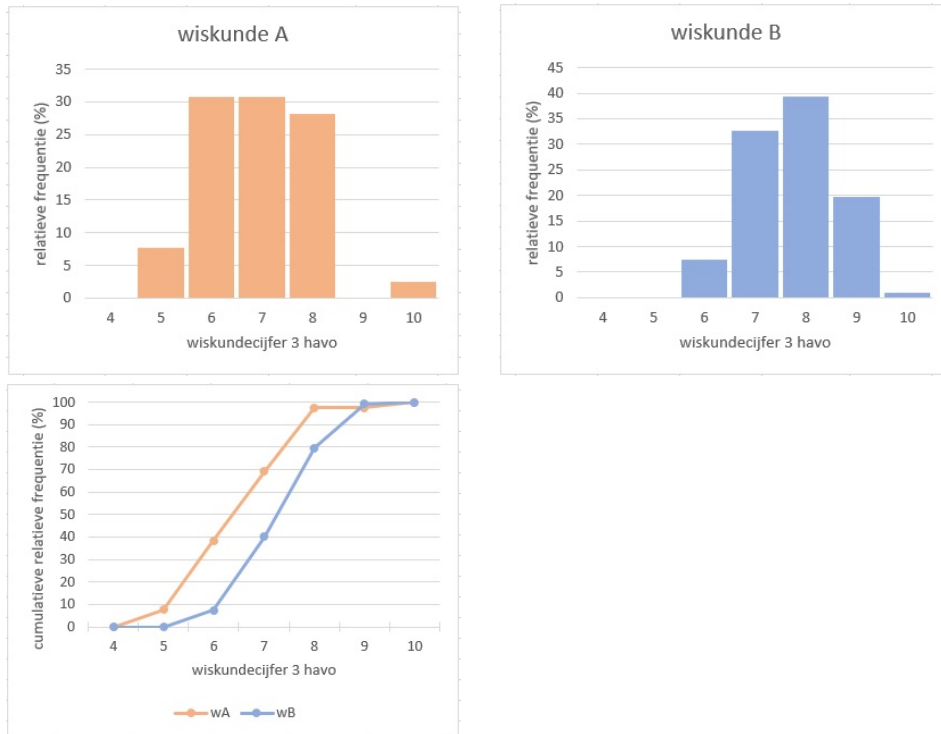 wiskunde A
relatieve frequentie (%)
35
30
25
20
15
10
5
0
4 5 6 7 8 9 10
wiskundecijfer 3 havo
wiskunde B
relatieve frequentie (%)
45
40
35
30
25
20
15
10
5
0
4 5 6 7 8 9 10
wiskundecijfer 3 havo
cumulatieve relatieve frequentie (%)
100
90
80
70
60
50
40
30
20
10
0
4 5 6 7 8 9 10
wiskundecijfer 3 havo
wA wB